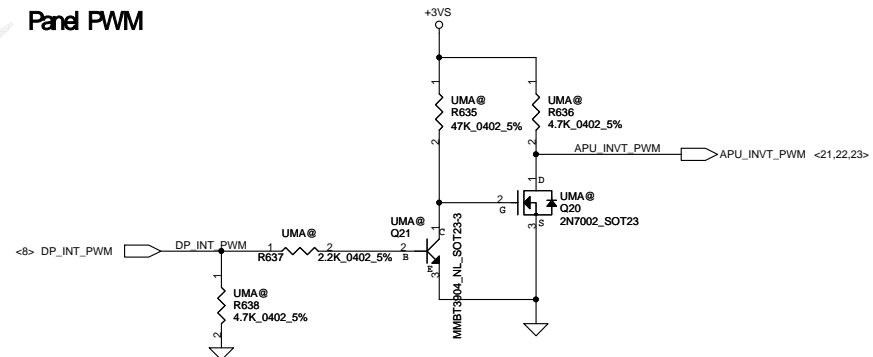 Panel PWM
+3VS
1
UMA@
R635
47K_0402_5%
2
1
UMA@
R636
4.7K_0402_5%
2
APU_INVT_PWM
APU_INVT_PWM <21,22,23>
1
D
2
G
UMA@
Q20
2N7002_SOT23
3
S
<8> DP_INT_PWM
DP_INT_PWM
1
UMA@
2
R637
2.2K_0402_5%
UMA@
Q21
2
B
1
C
E
3
MMBT3904_NL_SOT23-3
1
UMA@
R638
4.7K_0402_5%
2